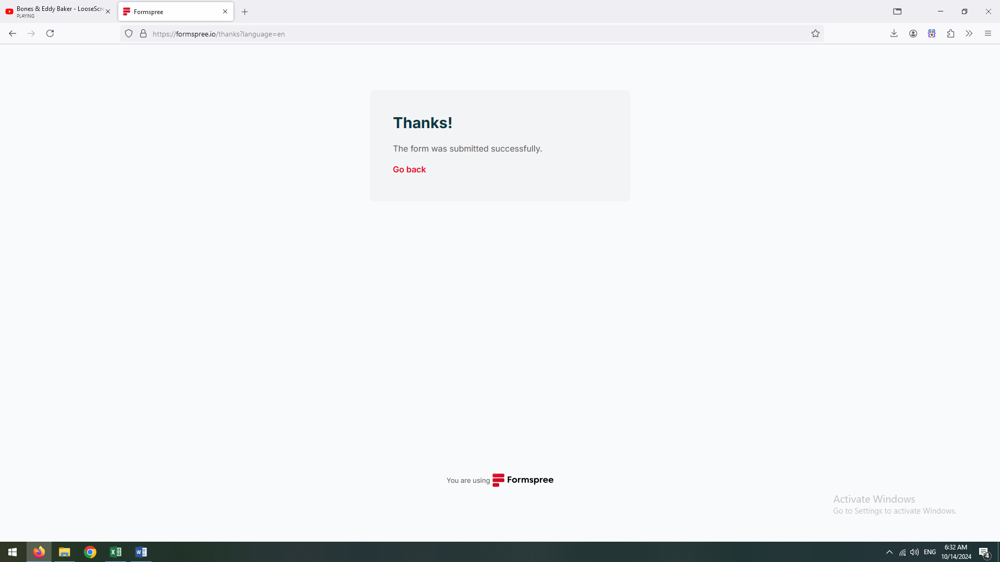 Bones & Eddy Baker - LooseScre
PLAYING
Formspree
https://formspree.io/thanks?language=en
Thanks!
The form was submitted successfully.
Go back
You are using Formspree
Activate Windows
Go to Settings to activate Windows.
ENG
6:32 AM
10/14/2024
4